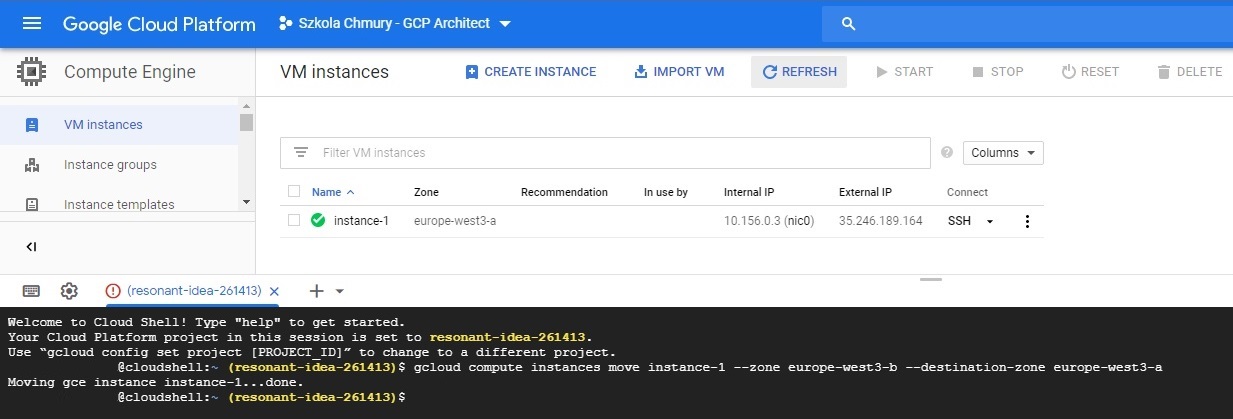 Google Cloud Platform Szkola Chmury - GCP Architect
Compute Engine VM instances CREATE INSTANCE IMPORT VM REFRESH START STOP RESET DELETE
VM instances
Instance groups
Instance templates
Filter VM instances Columns
Name Zone Recommendation In use by Internal IP External IP Connect
instance-1 europe-west3-a 10.156.0.3 (nic0) 35.246.189.164 SSH
(resonant-idea-261413)
Welcome to Cloud Shell! Type "help" to get started.
Your Cloud Platform project in this session is set to resonant-idea-261413.
Use “gcloud config set project [PROJECT_ID]” to change to a different project.
@cloudshell:~ (resonant-idea-261413)$ gcloud compute instances move instance-1 --zone europe-west3-b --destination-zone europe-west3-a
Moving gce instance instance-1...done.
@cloudshell:~ (resonant-idea-261413)$